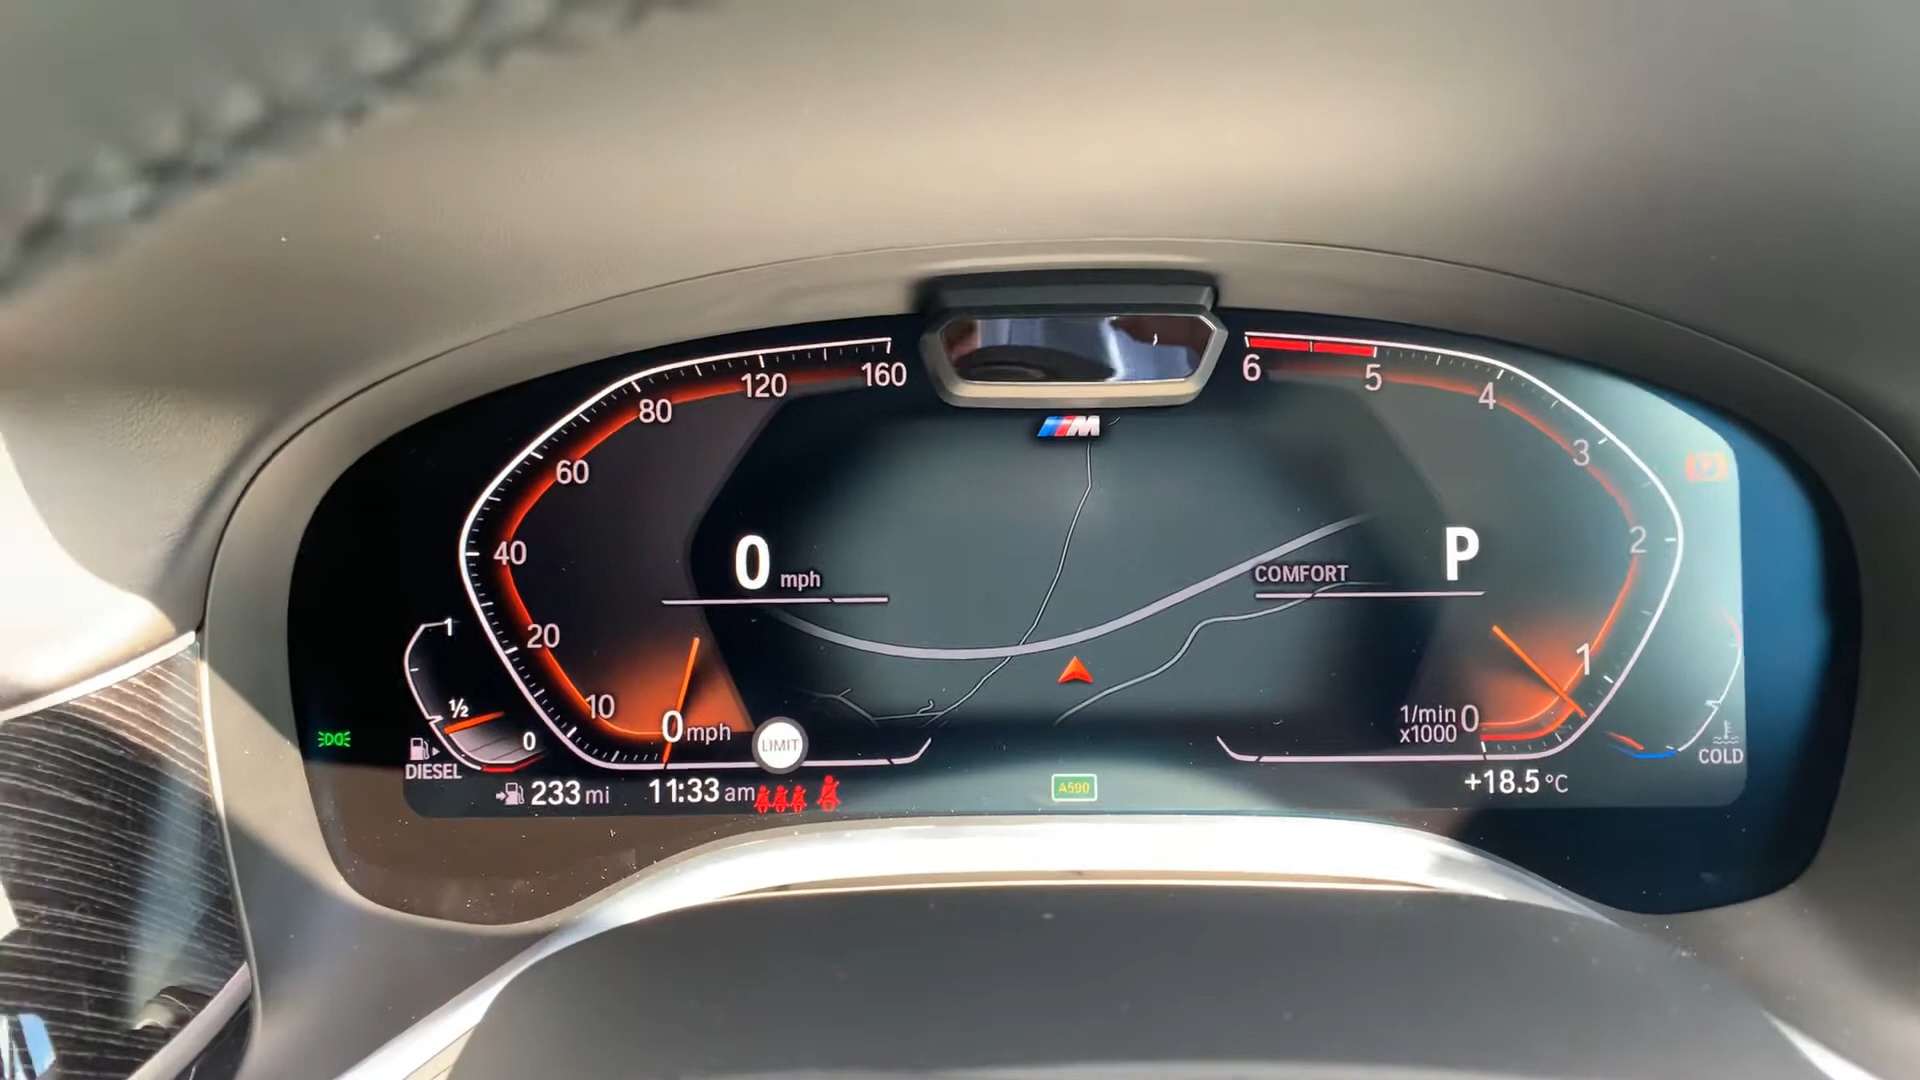 160
120
80
60
40
20
10
0 mph
0 mph
LIMIT
1
1/2
0
DIESEL
233 mi
11:33 am
M
A590
6
5
4
3
2
1
0
1/min
x1000
COMFORT
P
P
COLD
+18.5 °C